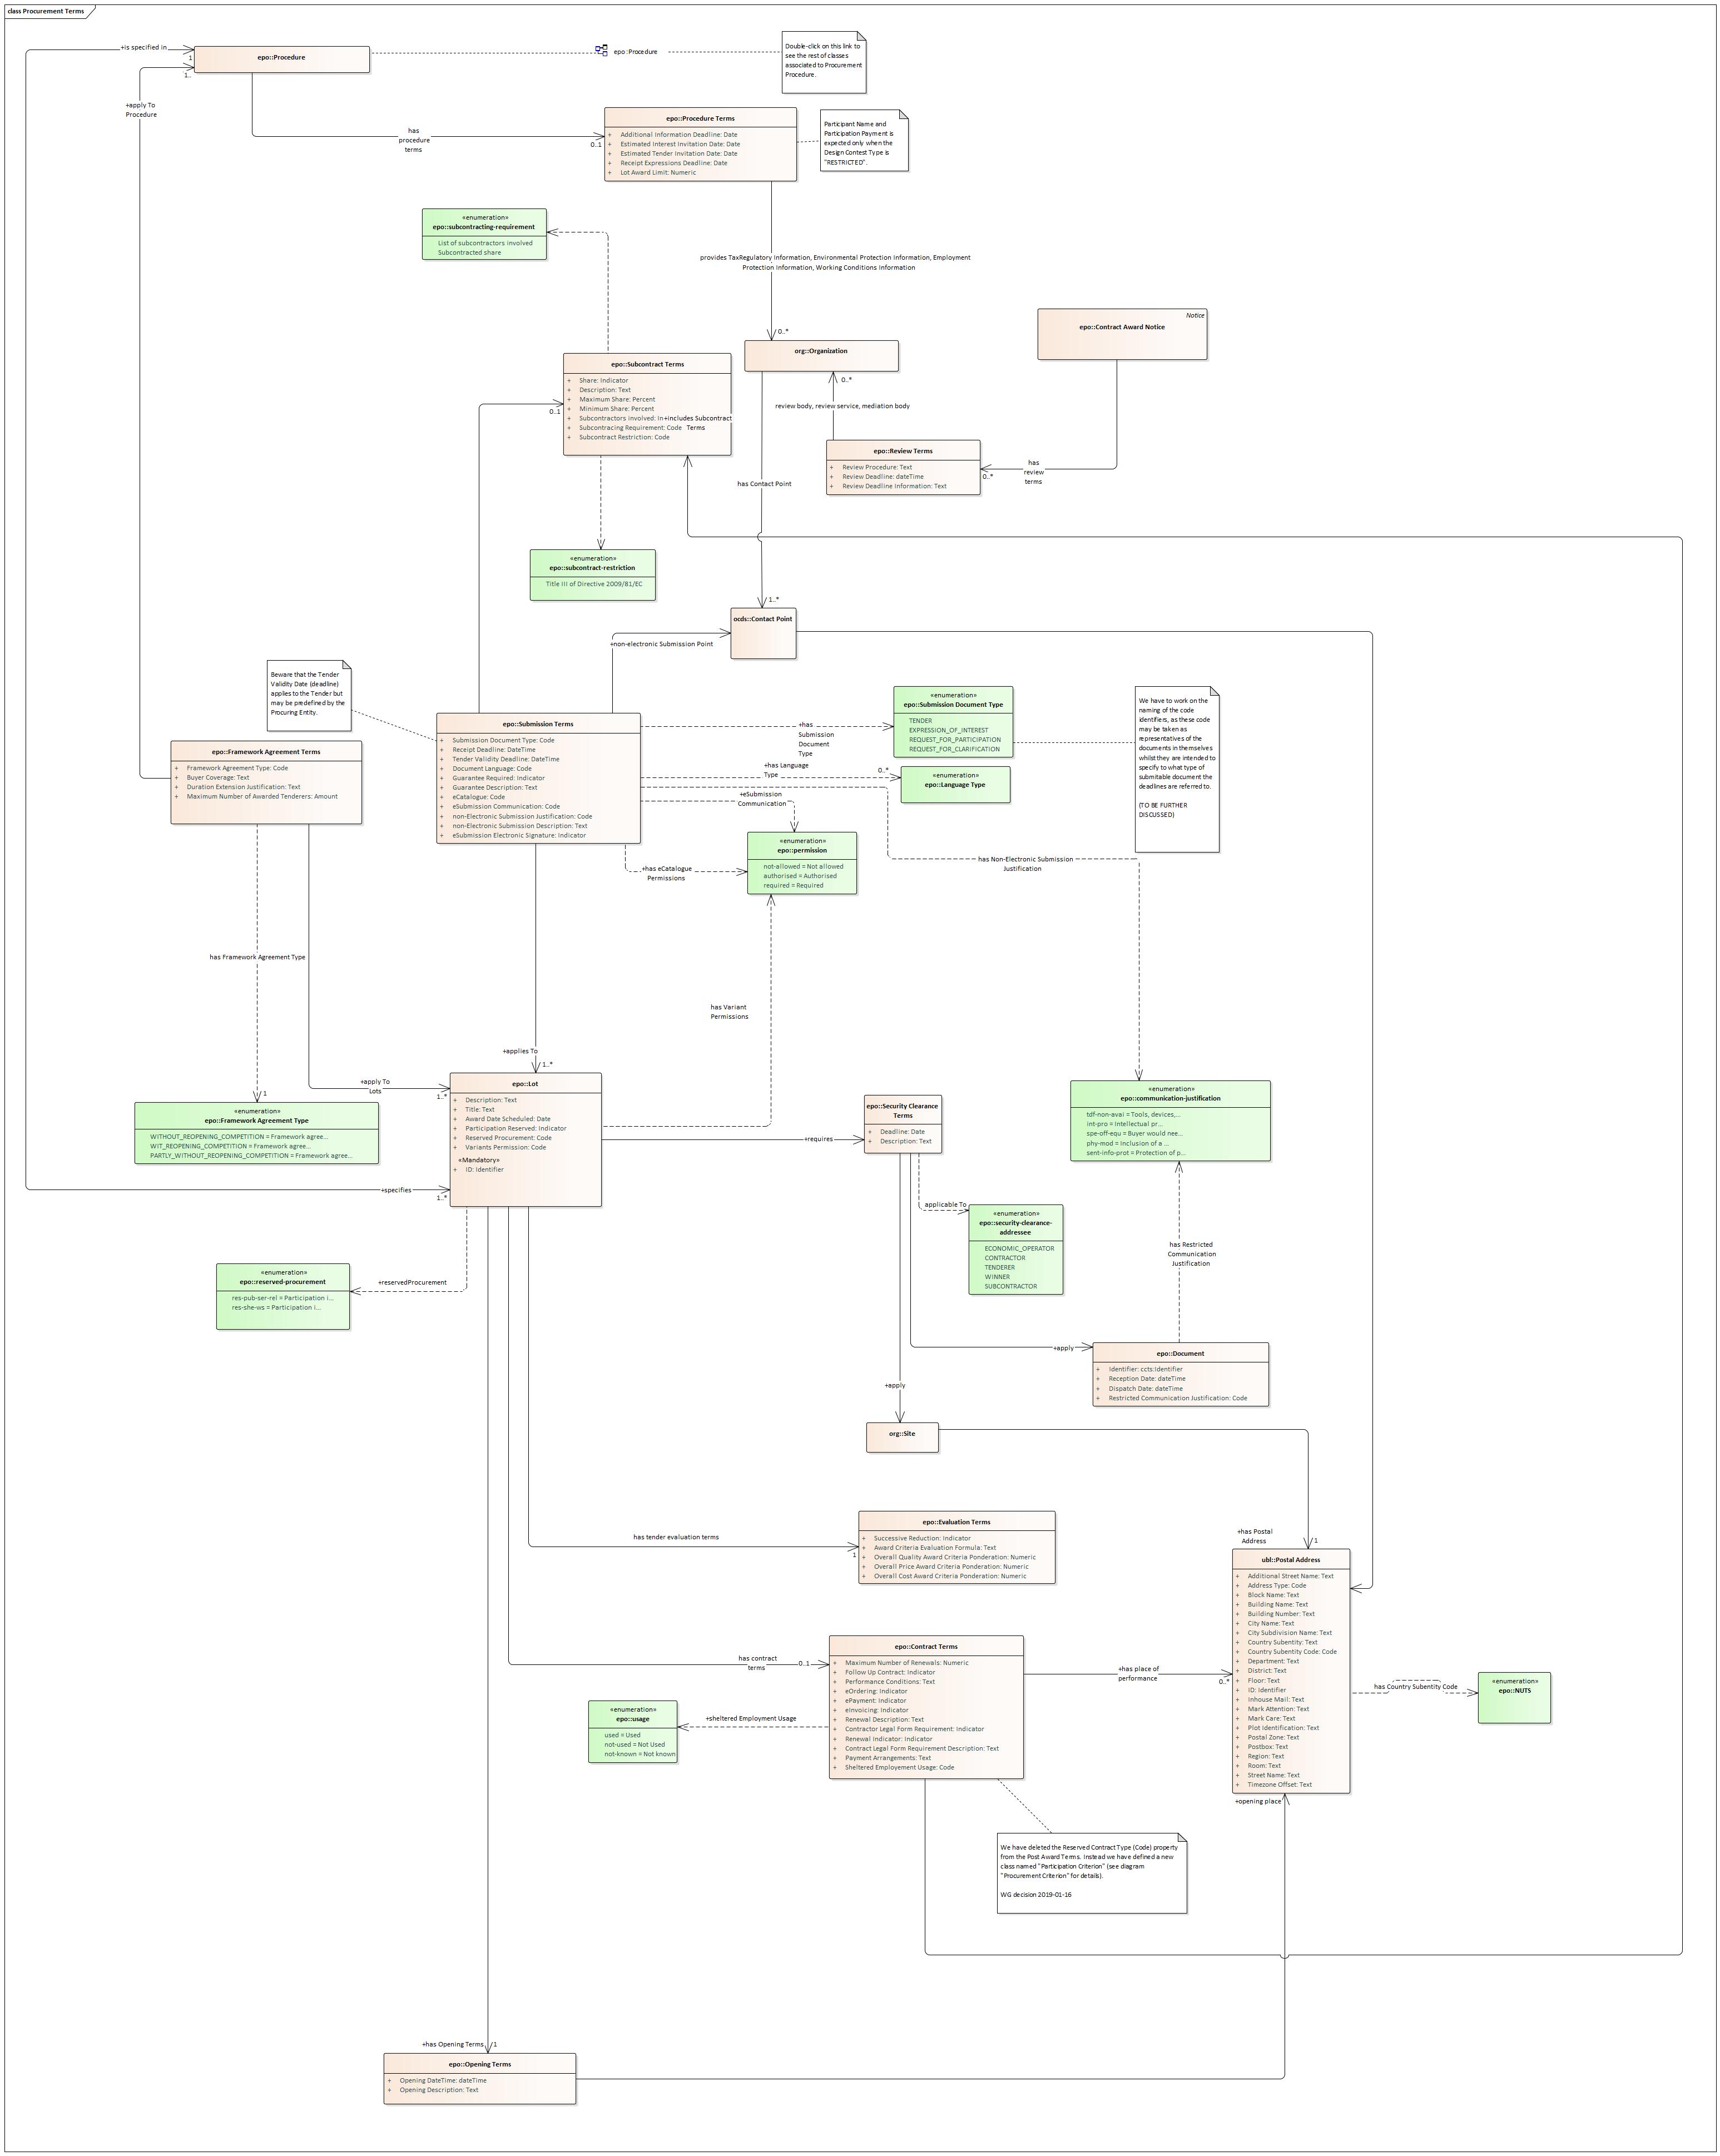 class Procurement Terms
+is specified in
1
epo::Procedure
epo :Procedure
Double-click on this link to
see the rest of classes
associated to Procurement
Procedure.
1..
+apply To
Procedure
has
procedure
terms
0..1
epo::Procedure Terms
+ Additional Information Deadline: Date
+ Estimated Interest Invitation Date: Date
+ Estimated Tender Invitation Date: Date
+ Receipt Expressions Deadline: Date
+ Lot Award Limit: Numeric
Participant Name and
Participation Payment is
expected only when the
Design Contest Type is
"RESTRICTED".
«enumeration»
epo::subcontracting-requirement
List of subcontractors involved
Subcontracted share
provides TaxRegulatory Information, Environmental Protection Information, Employment
Protection Information, Working Conditions Information
0..*
org::Organization
Notice
epo::Contract Award Notice
epo::Subcontract Terms
+ Share: Indicator
+ Description: Text
+ Maximum Share: Percent
+ Minimum Share: Percent
+ Subcontractors Involved: In+includes Subcontract
+ Subcontracing Requirement: Code Terms
+ Subcontract Restriction: Code
0..1
0..*
review body, review service, mediation body
epo::Review Terms
+ Review Procedure: Text
+ Review Deadline: dateTime
+ Review Deadline Information: Text
has
review
terms
0..*
has Contact Point
«enumeration»
epo::subcontract-restriction
Title III of Directive 2009/81/EC
1..*
ocds::Contact Point
+non-electronic Submission Point
Beware that the Tender
Validity Date (deadline)
applies to the Tender but
may be predefined by the
Procuring Entity.
epo::Submission Terms
+ Submission Document Type: Code
+ Receipt Deadline: DateTime
+ Tender Validity Deadline: DateTime
+ Document Language: Code
+ Guarantee Required: Indicator
+ Guarantee Description: Text
+ eCatalogue: Code
+ eSubmission Communication: Code
+ non-Electronic Submission Justification: Code
+ non-Electronic Submission Description: Text
+ eSubmission Electronic Signature: Indicator
+has
Submission
Document
Type
«enumeration»
epo::Submission Document Type
TENDER
EXPRESSION_OF_INTEREST
REQUEST_FOR_PARTICIPATION
REQUEST_FOR_CLARIFICATION
We have to work on the
naming of the code
identifiers, as these code
may be taken as
representatives of the
documents in themselves
whilst they are intended to
specify to what type of
submitable document the
deadlines are referred to.
(TO BE FURTHER
DISCUSSED)
epo::Framework Agreement Terms
+ Framework Agreement Type: Code
+ Buyer Coverage: Text
+ Duration Extension Justification: Text
+ Maximum Number of Awarded Tenderers: Amount
+has Language
Type
0..*
«enumeration»
epo::Language Type
+eSubmission
Communication
«enumeration»
epo::permission
not-allowed = Not allowed
authorised = Authorised
required = Required
+has eCatalogue
Permissions
has Non-Electronic Submission
Justification
has Framework Agreement Type
has Variant
Permissions
+applies To
1..*
+apply To
Lots
1..*
1
«enumeration»
epo::Framework Agreement Type
WITHOUT_REOPENING_COMPETITION = Framework agree...
WIT_REOPENING_COMPETITION = Framework agree...
PARTLY_WITHOUT_REOPENING_COMPETITION = Framework agree...
epo::Lot
+ Description: Text
+ Title: Text
+ Award Date Scheduled: Date
+ Participation Reserved: Indicator
+ Reserved Procurement: Code
+ Variants Permission: Code
«Mandatory»
+ ID: Identifier
+requires
epo::Security Clearance
Terms
+ Deadline: Date
+ Description: Text
«enumeration»
epo::communication-justification
tdf-non-avai = Tools, devices,...
int-pro = Intellectual pr...
spe-off-equ = Buyer would nee...
phy-mod = Inclusion of a ...
sent-info-prot = Protection of p...
+specifies
1..*
applicable To
«enumeration»
epo::security-clearance-
addressee
ECONOMIC_OPERATOR
CONTRACTOR
TENDERER
WINNER
SUBCONTRACTOR
has Restricted
Communication
Justification
«enumeration»
epo::reserved-procurement
res-pub-ser-rel = Participation i...
res-she-ws = Participation i...
+reservedProcurement
+apply
epo::Document
+ Identifier: ccts:Identifier
+ Reception Date: dateTime
+ Dispatch Date: dateTime
+ Restricted Communication Justification: Code
+apply
org::Site
has tender evaluation terms
1
epo::Evaluation Terms
+ Successive Reduction: Indicator
+ Award Criteria Evaluation Formula: Text
+ Overall Quality Award Criteria Ponderation: Numeric
+ Overall Price Award Criteria Ponderation: Numeric
+ Overall Cost Award Criteria Ponderation: Numeric
+has Postal
Address
1
ubl::Postal Address
+ Additional Street Name: Text
+ Address Type: Code
+ Block Name: Text
+ Building Name: Text
+ Building Number: Text
+ City Name: Text
+ City Subdivision Name: Text
+ Country Subentity: Text
+ Country Subentity Code: Code
+ Department: Text
+ District: Text
+ Floor: Text
+ ID: Identifier
+ Inhouse Mail: Text
+ Mark Attention: Text
+ Mark Care: Text
+ Plot Identification: Text
+ Postal Zone: Text
+ Postbox: Text
+ Region: Text
+ Room: Text
+ Street Name: Text
+ Timezone Offset: Text
has contract
terms
0..1
epo::Contract Terms
+ Maximum Number of Renewals: Numeric
+ Follow Up Contract: Indicator
+ Performance Conditions: Text
+ eOrdering: Indicator
+ ePayment: Indicator
+ eInvoicing: Indicator
+ Renewal Description: Text
+ Contractor Legal Form Requirement: Indicator
+ Renewal Indicator: Indicator
+ Contract Legal Form Requirement Description: Text
+ Payment Arrangements: Text
+ Sheltered Employement Usage: Code
+has place of
performance
0..*
has Country Subentity Code
«enumeration»
epo::NUTS
«enumeration»
epo::usage
used = Used
not-used = Not Used
not-known = Not known
+sheltered Employment Usage
+opening place
We have deleted the Reserved Contract Type (Code) property
from the Post Award Terms. Instead we have defined a new
class named "Participation Criterion" (see diagram
"Procurement Criterion" for details).
WG decision 2019-01-16
+has Opening Terms
1
epo::Opening Terms
+ Opening DateTime: dateTime
+ Opening Description: Text